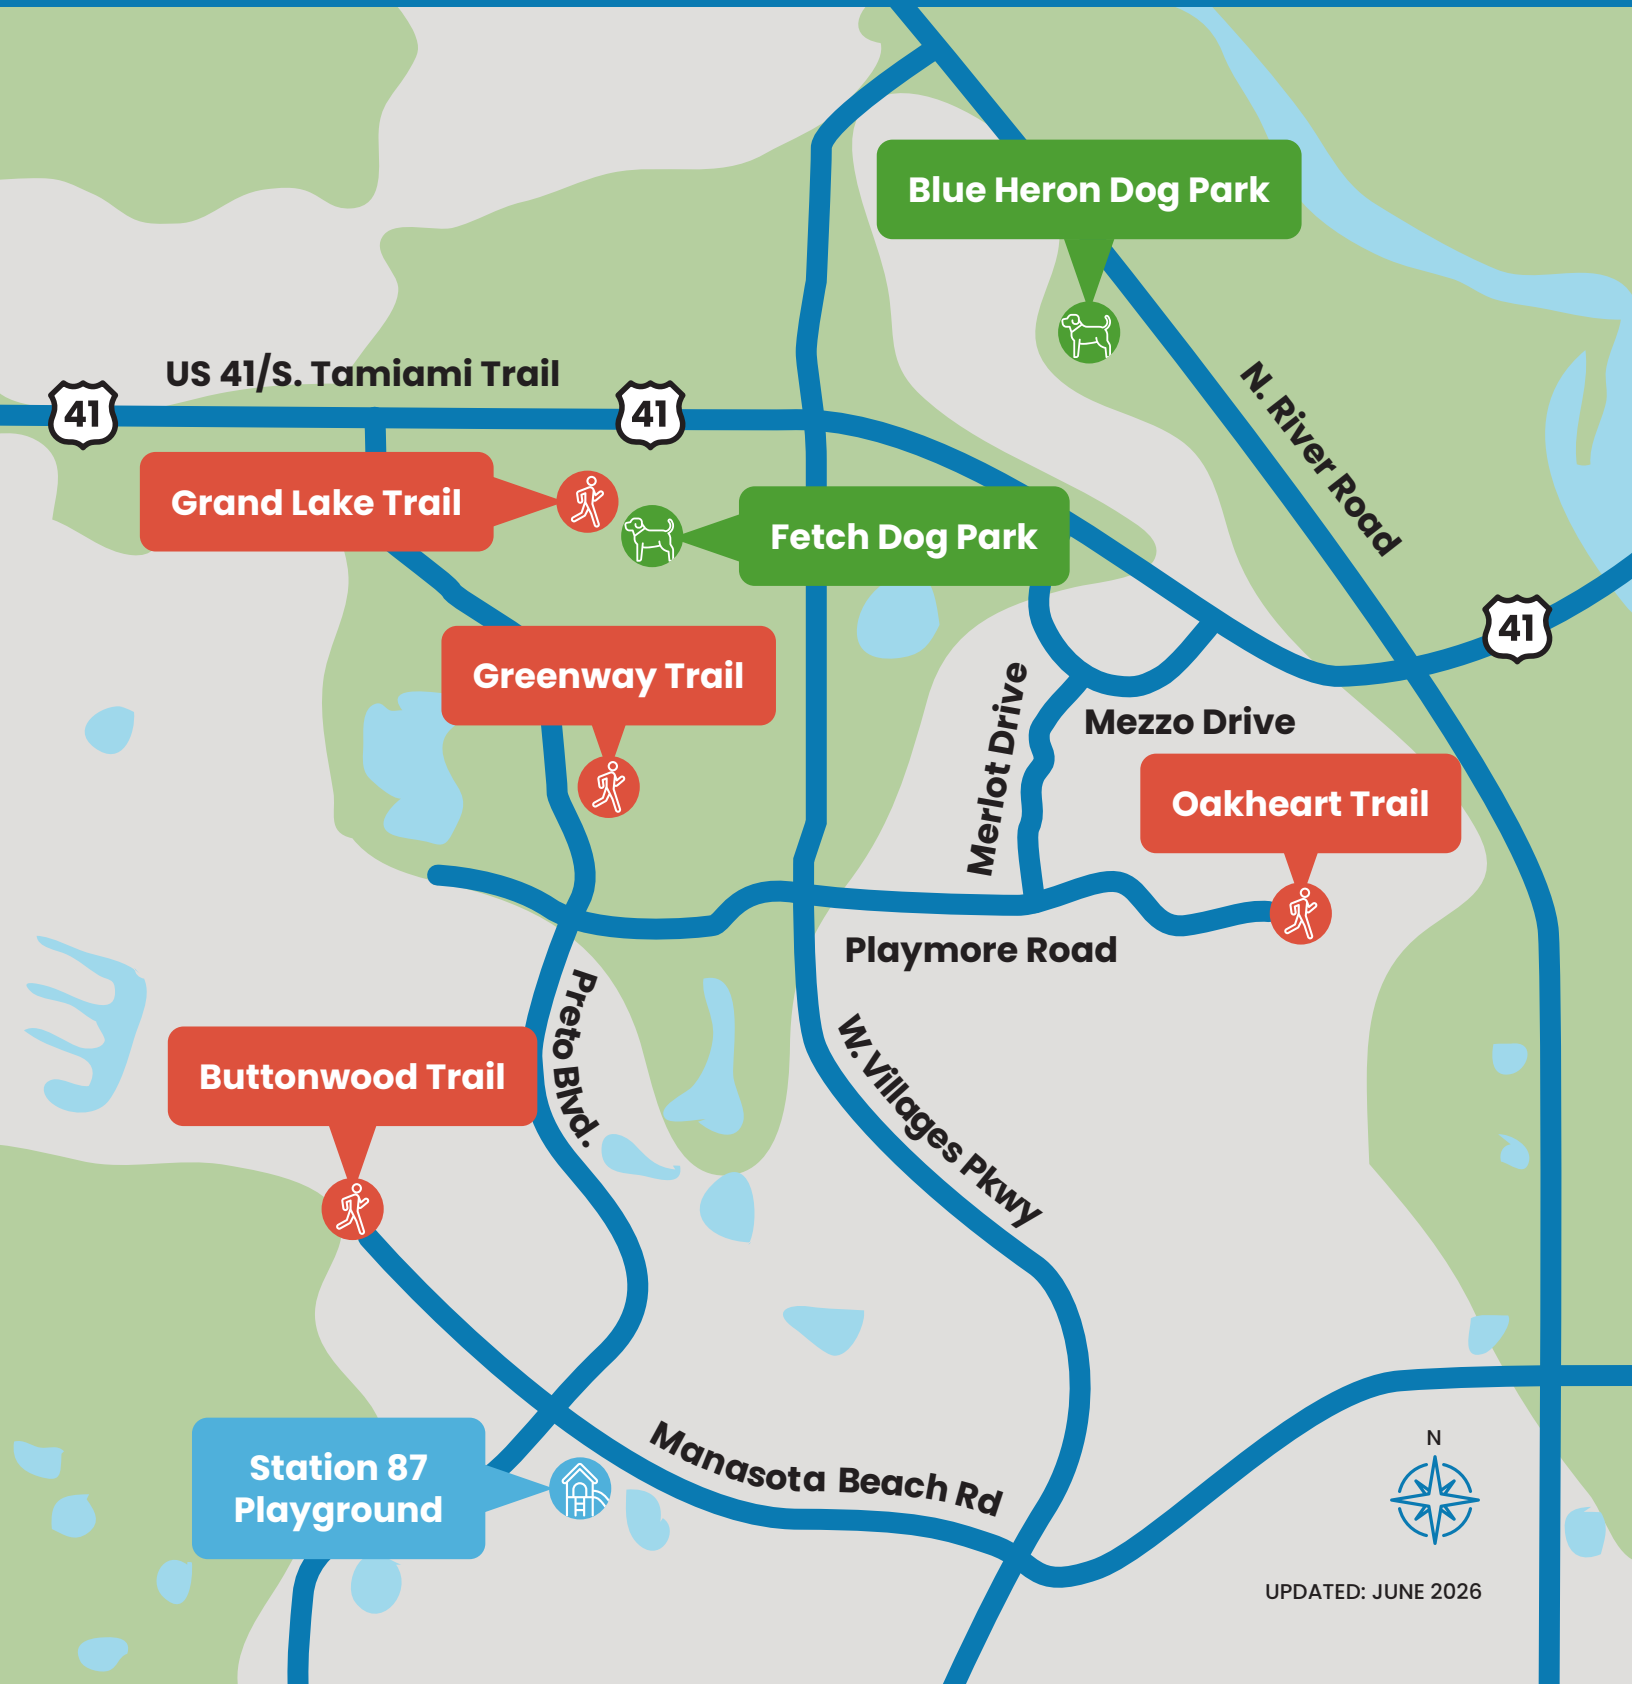 Blue Heron Dog Park
US 41/S. Tamiami Trail
41
41
N. River Road
Grand Lake Trail
Fetch Dog Park
41
Greenway Trail
Merlot Drive
Mezzo Drive
Oakheart Trail
Playmore Road
Preto Blvd.
W. Villages Pkwy
Buttonwood Trail
Manasota Beach Rd
Station 87
Playground
N
UPDATED: JUNE 2026